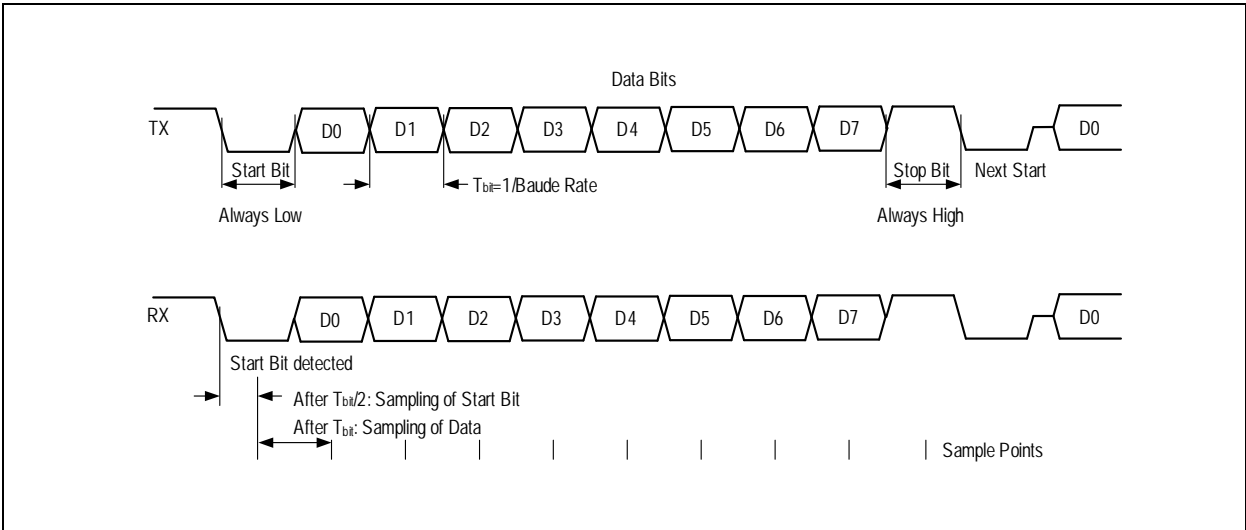 Data Bits
TX D0 D1 D2 D3 D4 D5 D6 D7 D0
Start Bit Stop Bit Next Start
Tbit=1/Baude Rate
Always Low Always High
RX D0 D1 D2 D3 D4 D5 D6 D7 D0
Start Bit detected
After Tbit/2: Sampling of Start Bit
After Tbit: Sampling of Data
Sample Points